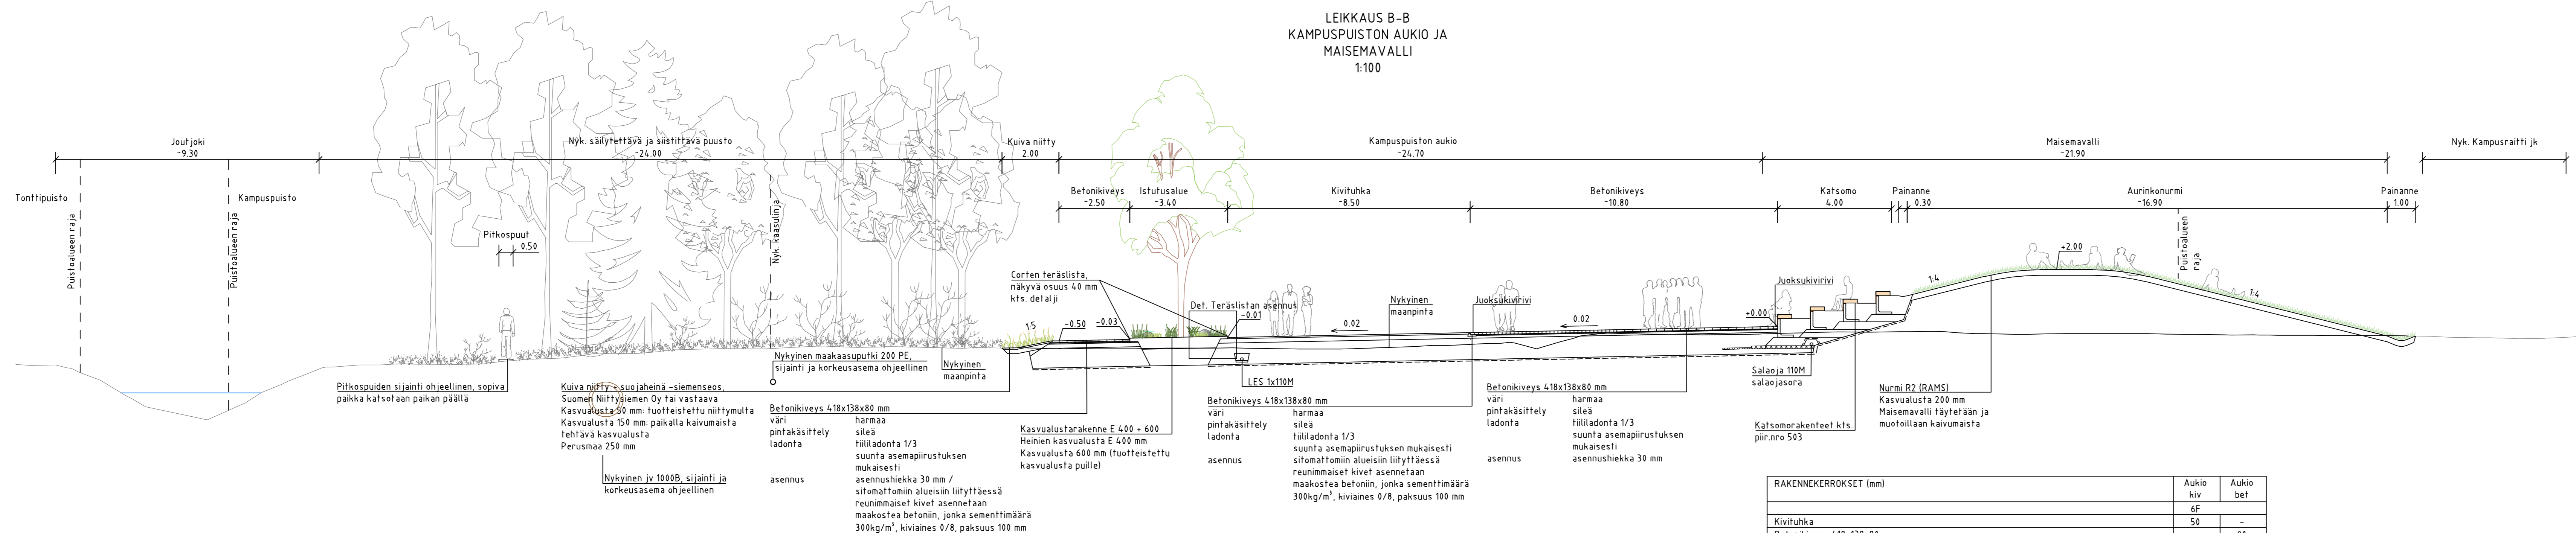 LEIKKAUS B-B
KAMPUSPUISTON AUKIO JA
MAISEMAVALLI
1:100
Joutjoki
~9.30
Nyk. säilytettävä ja siistittävä puusto
~24.00
Kuiva niitty
2.00
Kampuspuiston aukio
~24.70
Maisemavalli
~21.90
Nyk. Kampusraitti jk
Tonttipuisto
Puistoalueen raja
Puistoalueen raja
Kampuspuisto
Pitkospuut
0.50
Nyk. kaasulinja
Betonikiveys
~2.50
Istutusalue
~3.40
Kivituhka
~8.50
Betonikiveys
~10.80
Katsomo
4.00
Painanne
0.30
Aurinkonurmi
~16.90
Painanne
1.00
Puistoalueen
raja
Corten teräslista,
näkyvä osuus 40 mm
kts. detalji
Det. Teräslistan asennus
-0.01
1:5
-0.50
-0.03
0.02
Nykyinen
maanpinta
Juoksukivirivi
0.02
+0.00
Juoksukivirivi
1:4
+2.00
1:4
Pitkospuiden sijainti ohjeellinen, sopiva
paikka katsotaan paikan päällä
Kuiva niitty + suojaheinä -siemenseos,
Suomen Niittysiemen Oy tai vastaava
Kasvualusta 50 mm: tuotteistettu niittymulta
Kasvualusta 150 mm: paikalla kaivumaista
tehtävä kasvualusta
Perusmaa 250 mm
Nykyinen jv 1000B, sijainti ja
korkeusasema ohjeellinen
Nykyinen maakaasuputki 200 PE,
sijainti ja korkeusasema ohjeellinen
Nykyinen
maanpinta
Betonikiveys 418x138x80 mm
väri harmaa
pintakäsittely sileä
ladonta tiililadonta 1/3
suunta asemapiirustuksen
mukaisesti
asennus asennushiekka 30 mm /
sitomattomiin alueisiin liityttäessä
reunimmaiset kivet asennetaan
maakostea betoniin, jonka sementtimäärä
300kg/m³, kiviaines 0/8, paksuus 100 mm
Kasvualustarakenne E 400 + 600
Heinien kasvualusta E 400 mm
Kasvualusta 600 mm (tuotteistettu
kasvualusta puille)
LES 1x110M
Betonikiveys 418x138x80 mm
väri harmaa
pintakäsittely sileä
ladonta tiililadonta 1/3
suunta asemapiirustuksen mukaisesti
asennus sitomattomiin alueisiin liityttäessä
reunimmaiset kivet asennetaan
maakostea betoniin, jonka sementtimäärä
300kg/m³, kiviaines 0/8, paksuus 100 mm
Betonikiveys 418x138x80 mm
väri harmaa
pintakäsittely sileä
ladonta tiililadonta 1/3
suunta asemapiirustuksen
mukaisesti
asennus asennushiekka 30 mm
Salaoja 110M
salaojasora
Katsomorakenteet kts.
piir.nro 503
Nurmi R2 (RAMS)
Kasvualusta 200 mm
Maisemavalli täytetään ja
muotoillaan kaivumaista
RAKENNEKERROKSET (mm) Aukio kiv Aukio bet
6F
Kivituhka 50 -